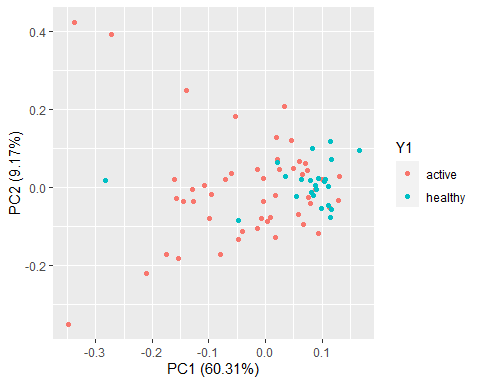 0.4
0.2
0.0
-0.2
PC2 (9.17%)
-0.3
-0.2
-0.1
0.0
0.1
PC1 (60.31%)
Y1
active
healthy